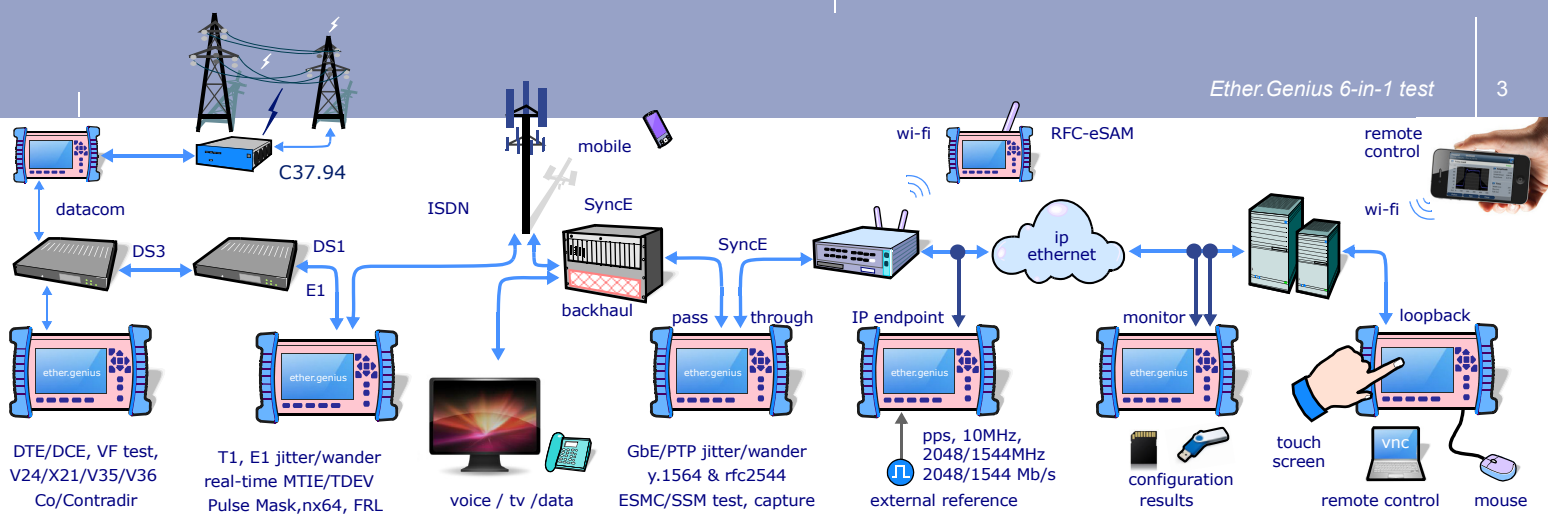 Ether.Genius 6-in-1 test
3
wi-fi
RFC-eSAM
remote
control
mobile
C37.94
datacom
ISDN
SyncE
wi-fi
DS3
DS1
SyncE
ip
ethernet
E1
backhaul
pass
through
IP endpoint
monitor
loopback
ether.genius
ether.genius
ether.genius
ether.genius
ether.genius
DTE/DCE, VF test,
V24/X21/V35/V36
Co/Contradir
T1, E1 jitter/wander
real-time MTIE/TDEV
Pulse Mask,nx64, FRL
voice / tv /data
GbE/PTP jitter/wander
y.1564 & rfc2544
ESMC/SSM test, capture
pps, 10MHz,
2048/1544MHz
2048/1544 Mb/s
external reference
configuration
results
touch
screen
vnc
remote control
mouse